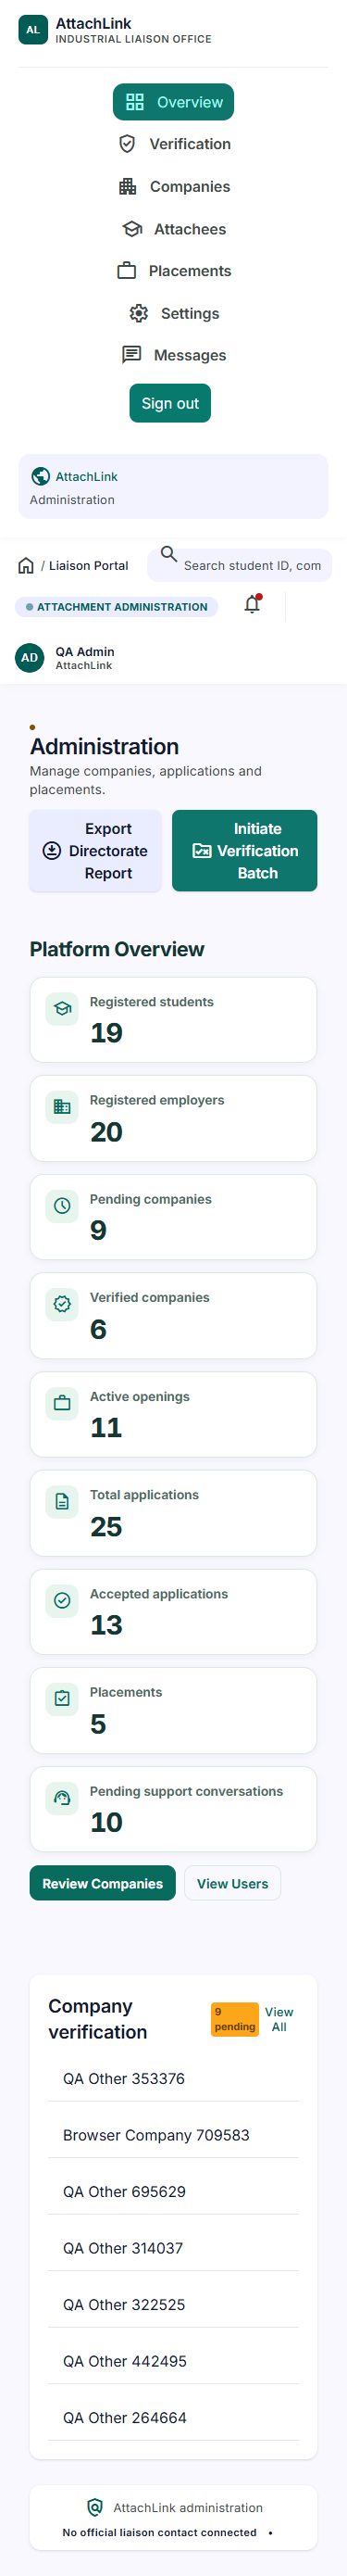 AL
AttachLink
INDUSTRIAL LIAISON OFFICE
Overview
Verification
Companies
Attachees
Placements
Settings
Messages
Sign out
AttachLink
Administration
/ Liaison Portal
Search student ID, com
ATTACHMENT ADMINISTRATION
AD
QA Admin
AttachLink
Administration
Manage companies, applications and
placements.
Export
Directorate
Report
Initiate
Verification
Batch
Platform Overview
Registered students
19
Registered employers
20
Pending companies
9
Verified companies
6
Active openings
11
Total applications
25
Accepted applications
13
Placements
5
Pending support conversations
10
Review Companies
View Users
Company
verification
9
pending
View
All
QA Other 353376
Browser Company 709583
QA Other 695629
QA Other 314037
QA Other 322525
QA Other 442495
QA Other 264664
AttachLink administration
No official liaison contact connected •